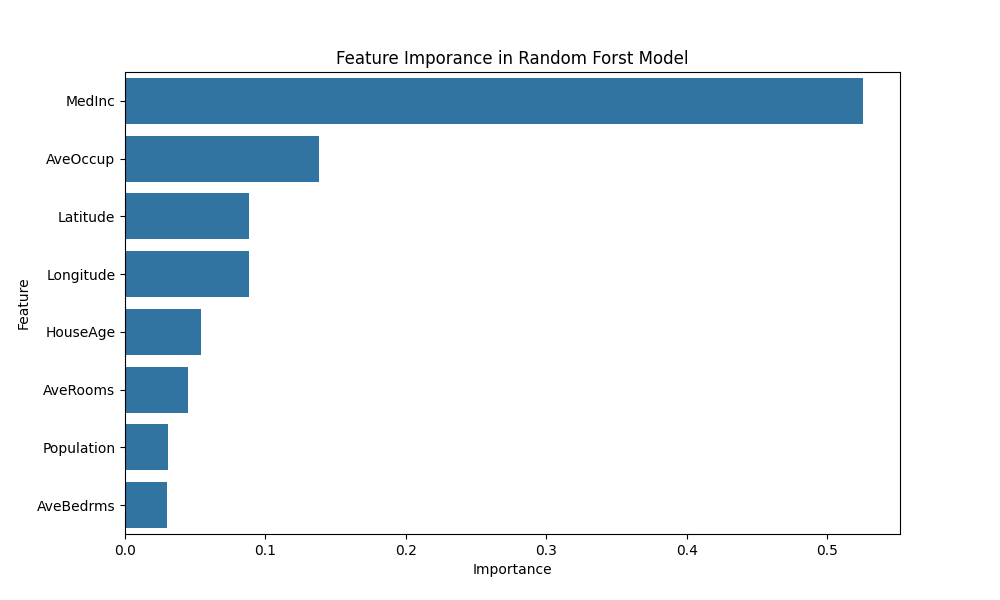 Feature Imporance in Random Forst Model
MedInc
AveOccup
Latitude
Longitude
HouseAge
AveRooms
Population
AveBedrms
Feature
0.0 0.1 0.2 0.3 0.4 0.5
Importance